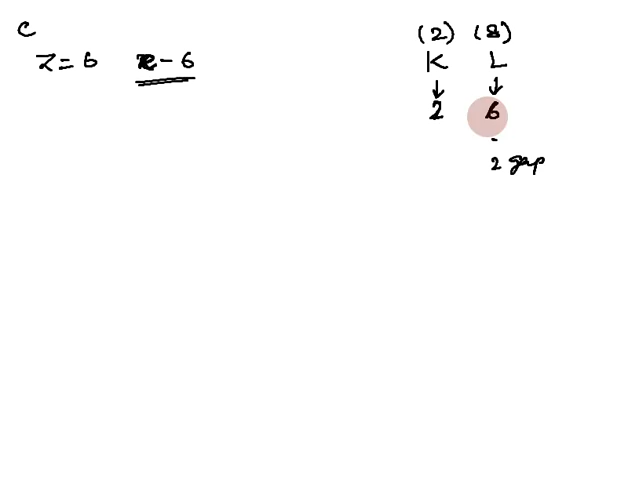 C
Z = 6 e - 6
(2) (8)
K L
↓ ↓
2 6
2 gap